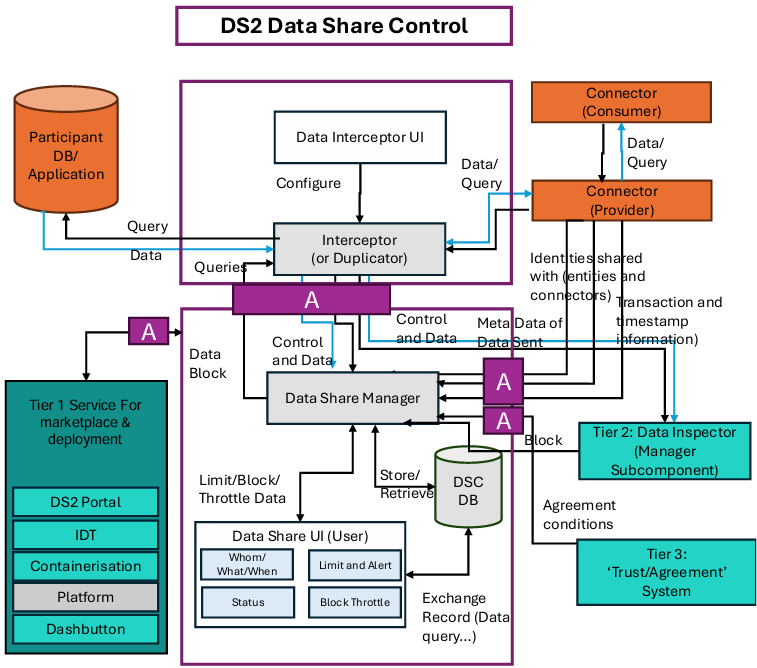 DS2 Data Share Control
Participant
DB/
Application
Data Interceptor UI
Connector
(Consumer)
Configure
Data/
Query
Data/
Query
Connector
(Provider)
Query
Data
Interceptor
(or Duplicator)
Queries
Identities shared
with (entities and
connectors)
Transaction and
timestamp
information)
A
A
Control
and Data
Control
and Data
Meta Data of
Data Sent
Data
Block
A
A
Data Share Manager
Block
Tier 1 Service For
marketplace &
deployment
DS2 Portal
IDT
Containerisation
Platform
Dashbutton
Limit/Block/
Throttle Data
Store/
Retrieve
DSC
DB
Tier 2: Data Inspector
(Manager
Subcomponent)
Agreement
conditions
Tier 3:
‘Trust/Agreement’
System
Data Share UI (User)
Whom/
What/When
Limit and Alert
Status
Block Throttle
Exchange
Record (Data
query...)